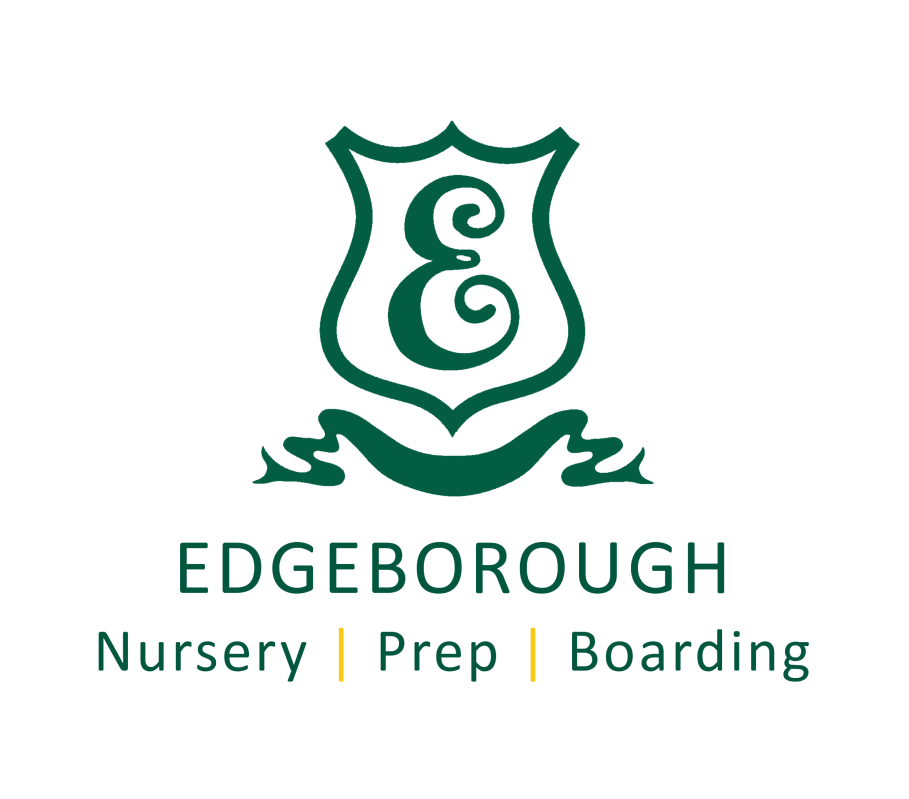 E
EDGEBOROUGH
Nursery | Prep | Boarding